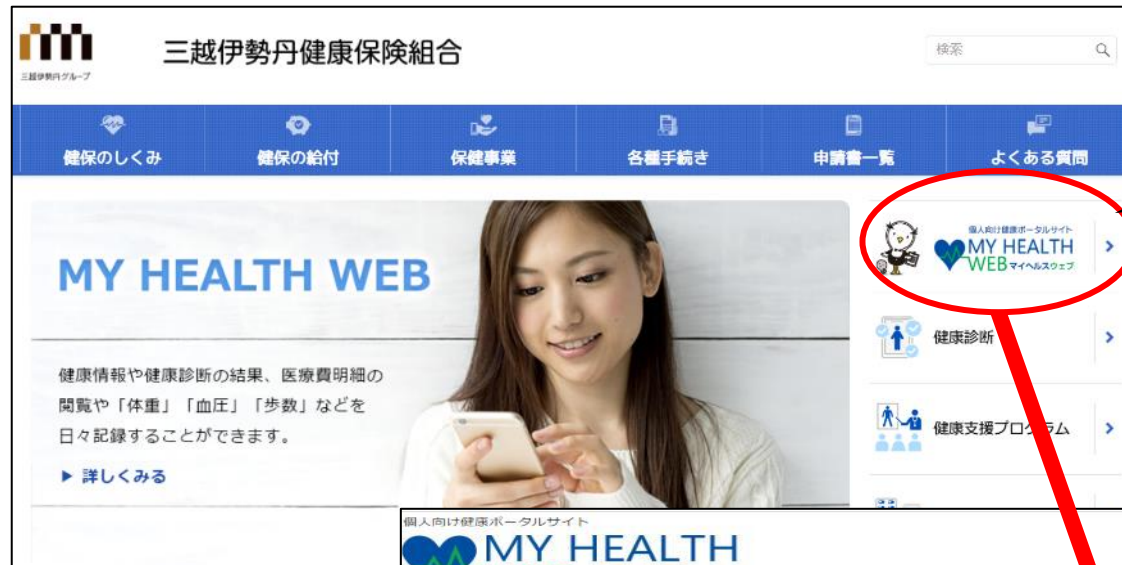 三越伊勢丹グループ
三越伊勢丹健康保険組合
検索
健保のしくみ
健保の給付
保健事業
各種手続き
申請書一覧
よくある質問
MY HEALTH WEB
健康情報や健康診断の結果、医療費明細の
閲覧や「体重」「血圧」「歩数」などを
日々記録することができます。
▶ 詳しくみる
個人向け健康ポータルサイト
MY HEALTH
WEB マイヘルスウェブ
健康診断
健康支援プログラム
個人向け健康ポータルサイト
MY HEALTH